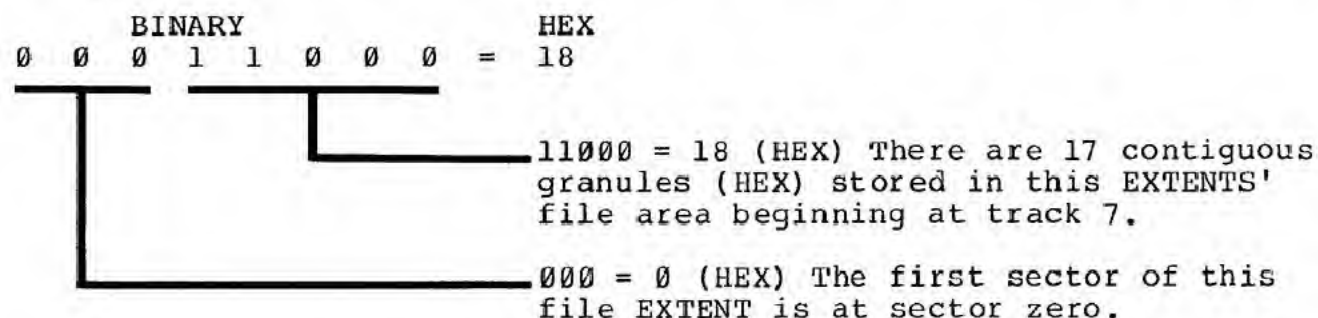 BINARY HEX
Ø Ø Ø 1 1 Ø Ø Ø = 18
11ØØØ = 18 (HEX) There are 17 contiguous
granules (HEX) stored in this EXTENTS'
file area beginning at track 7.
ØØØ = Ø (HEX) The first sector of this
file EXTENT is at sector zero.